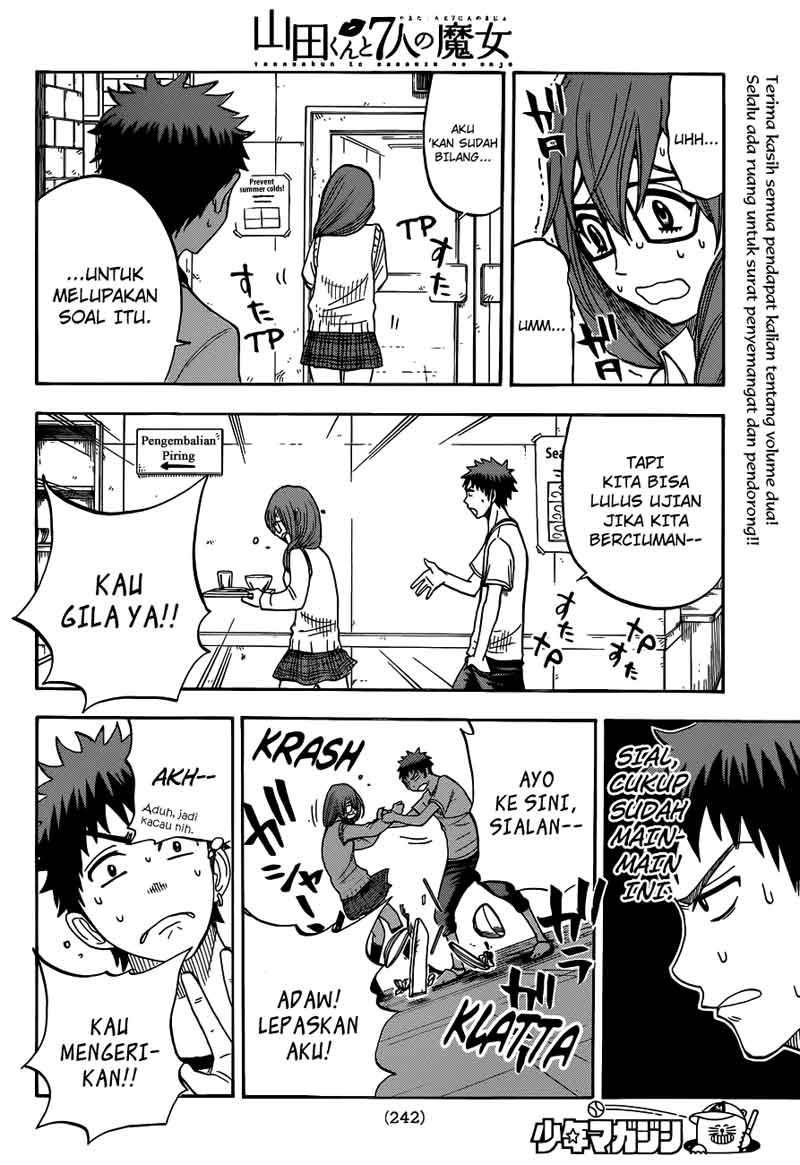 山田くんと7人の魔女
Terima kasih semua pendapat kalian tentang volume dua!
Selalu ada ruang untuk surat penyemangat dan pendorong!!
UHH...
UMM...
AKU
'KAN SUDAH
BILANG...
Prevent
summer colds!
TP
すた
すた
TP
...UNTUK
MELUPAKAN
SOAL ITU.
TAPI
KITA BISA
LULUS UJIAN
JIKA KITA
BERCIUMAN--
Sea
すた
TP
すた
TP
Pengembalian
Piring
KAU
GILA YA!!
SIAL,
CUKUP
SUDAH
MAIN-
MAIN
INI.
AYO
KE SINI,
SIALAN--
KRASH
KLATTA
ADAW!
LEPASKAN
AKU!
AKH--
Aduh, jadi
kacau nih.
KAU
MENGERI-
KAN!!
(242)
少年マガジン